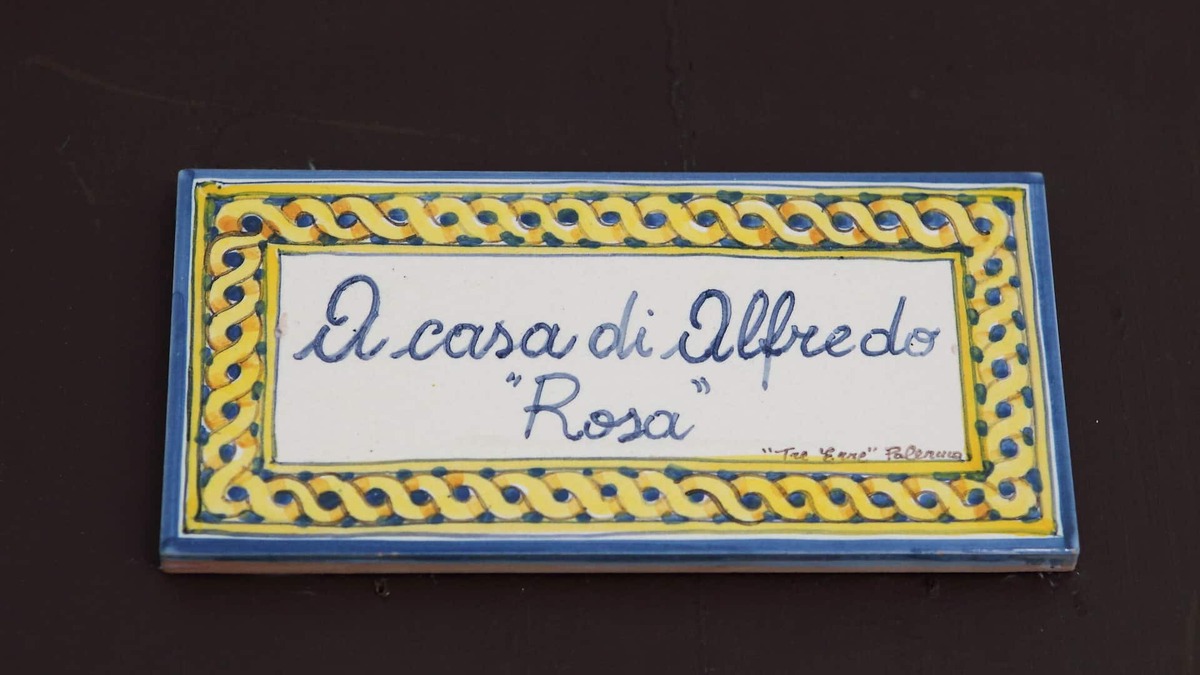 A casa di Alfredo
"Rosa"
"Tre Erre" Palermo